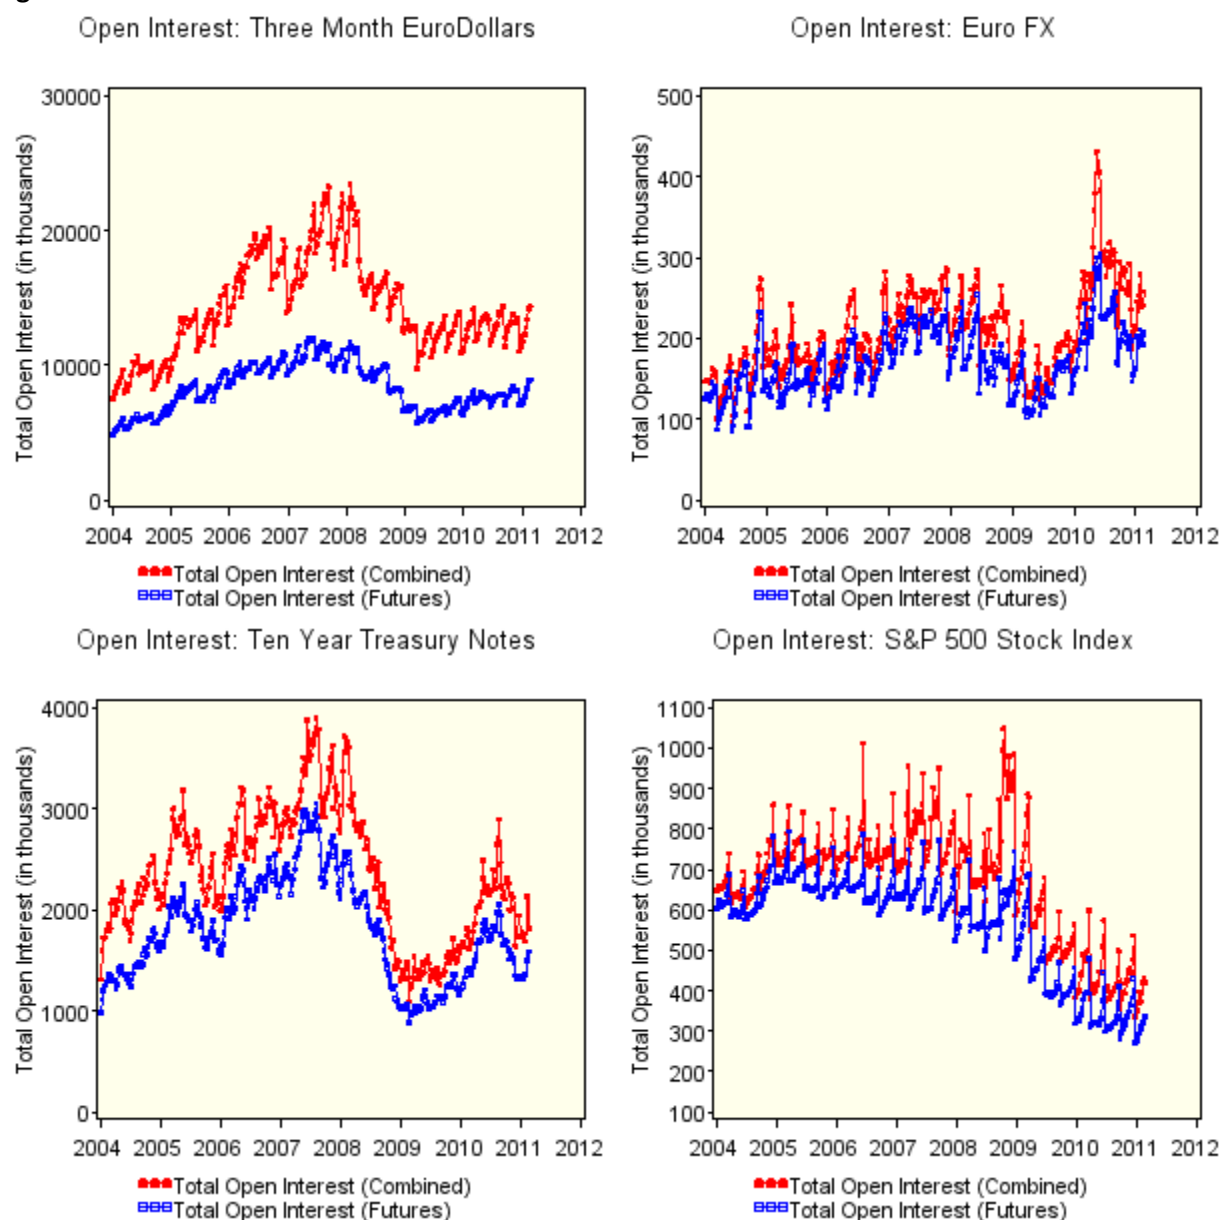 Open Interest: Three Month EuroDollars
Total Open Interest (in thousands)
30000
20000
10000
0
2004 2005 2006 2007 2008 2009 2010 2011 2012
Total Open Interest (Combined)
Total Open Interest (Futures)
Open Interest: Euro FX
Total Open Interest (in thousands)
500
400
300
200
100
0
2004 2005 2006 2007 2008 2009 2010 2011 2012
Total Open Interest (Combined)
Total Open Interest (Futures)
Open Interest: Ten Year Treasury Notes
Total Open Interest (in thousands)
4000
3000
2000
1000
0
2004 2005 2006 2007 2008 2009 2010 2011 2012
Total Open Interest (Combined)
Total Open Interest (Futures)
Open Interest: S&P 500 Stock Index
Total Open Interest (in thousands)
1100
1000
900
800
700
600
500
400
300
200
100
2004 2005 2006 2007 2008 2009 2010 2011 2012
Total Open Interest (Combined)
Total Open Interest (Futures)